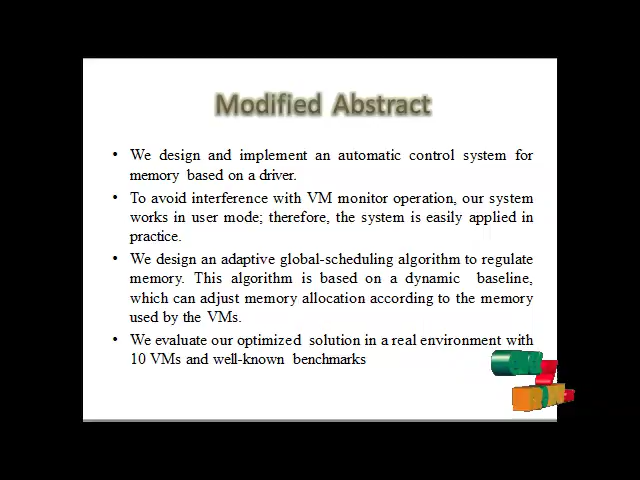 Modified Abstract
• We design and implement an automatic control system for
memory based on a driver.
• To avoid interference with VM monitor operation, our system
works in user mode; therefore, the system is easily applied in
practice.
• We design an adaptive global-scheduling algorithm to regulate
memory. This algorithm is based on a dynamic baseline,
which can adjust memory allocation according to the memory
used by the VMs.
• We evaluate our optimized solution in a real environment with
10 VMs and well-known benchmarks